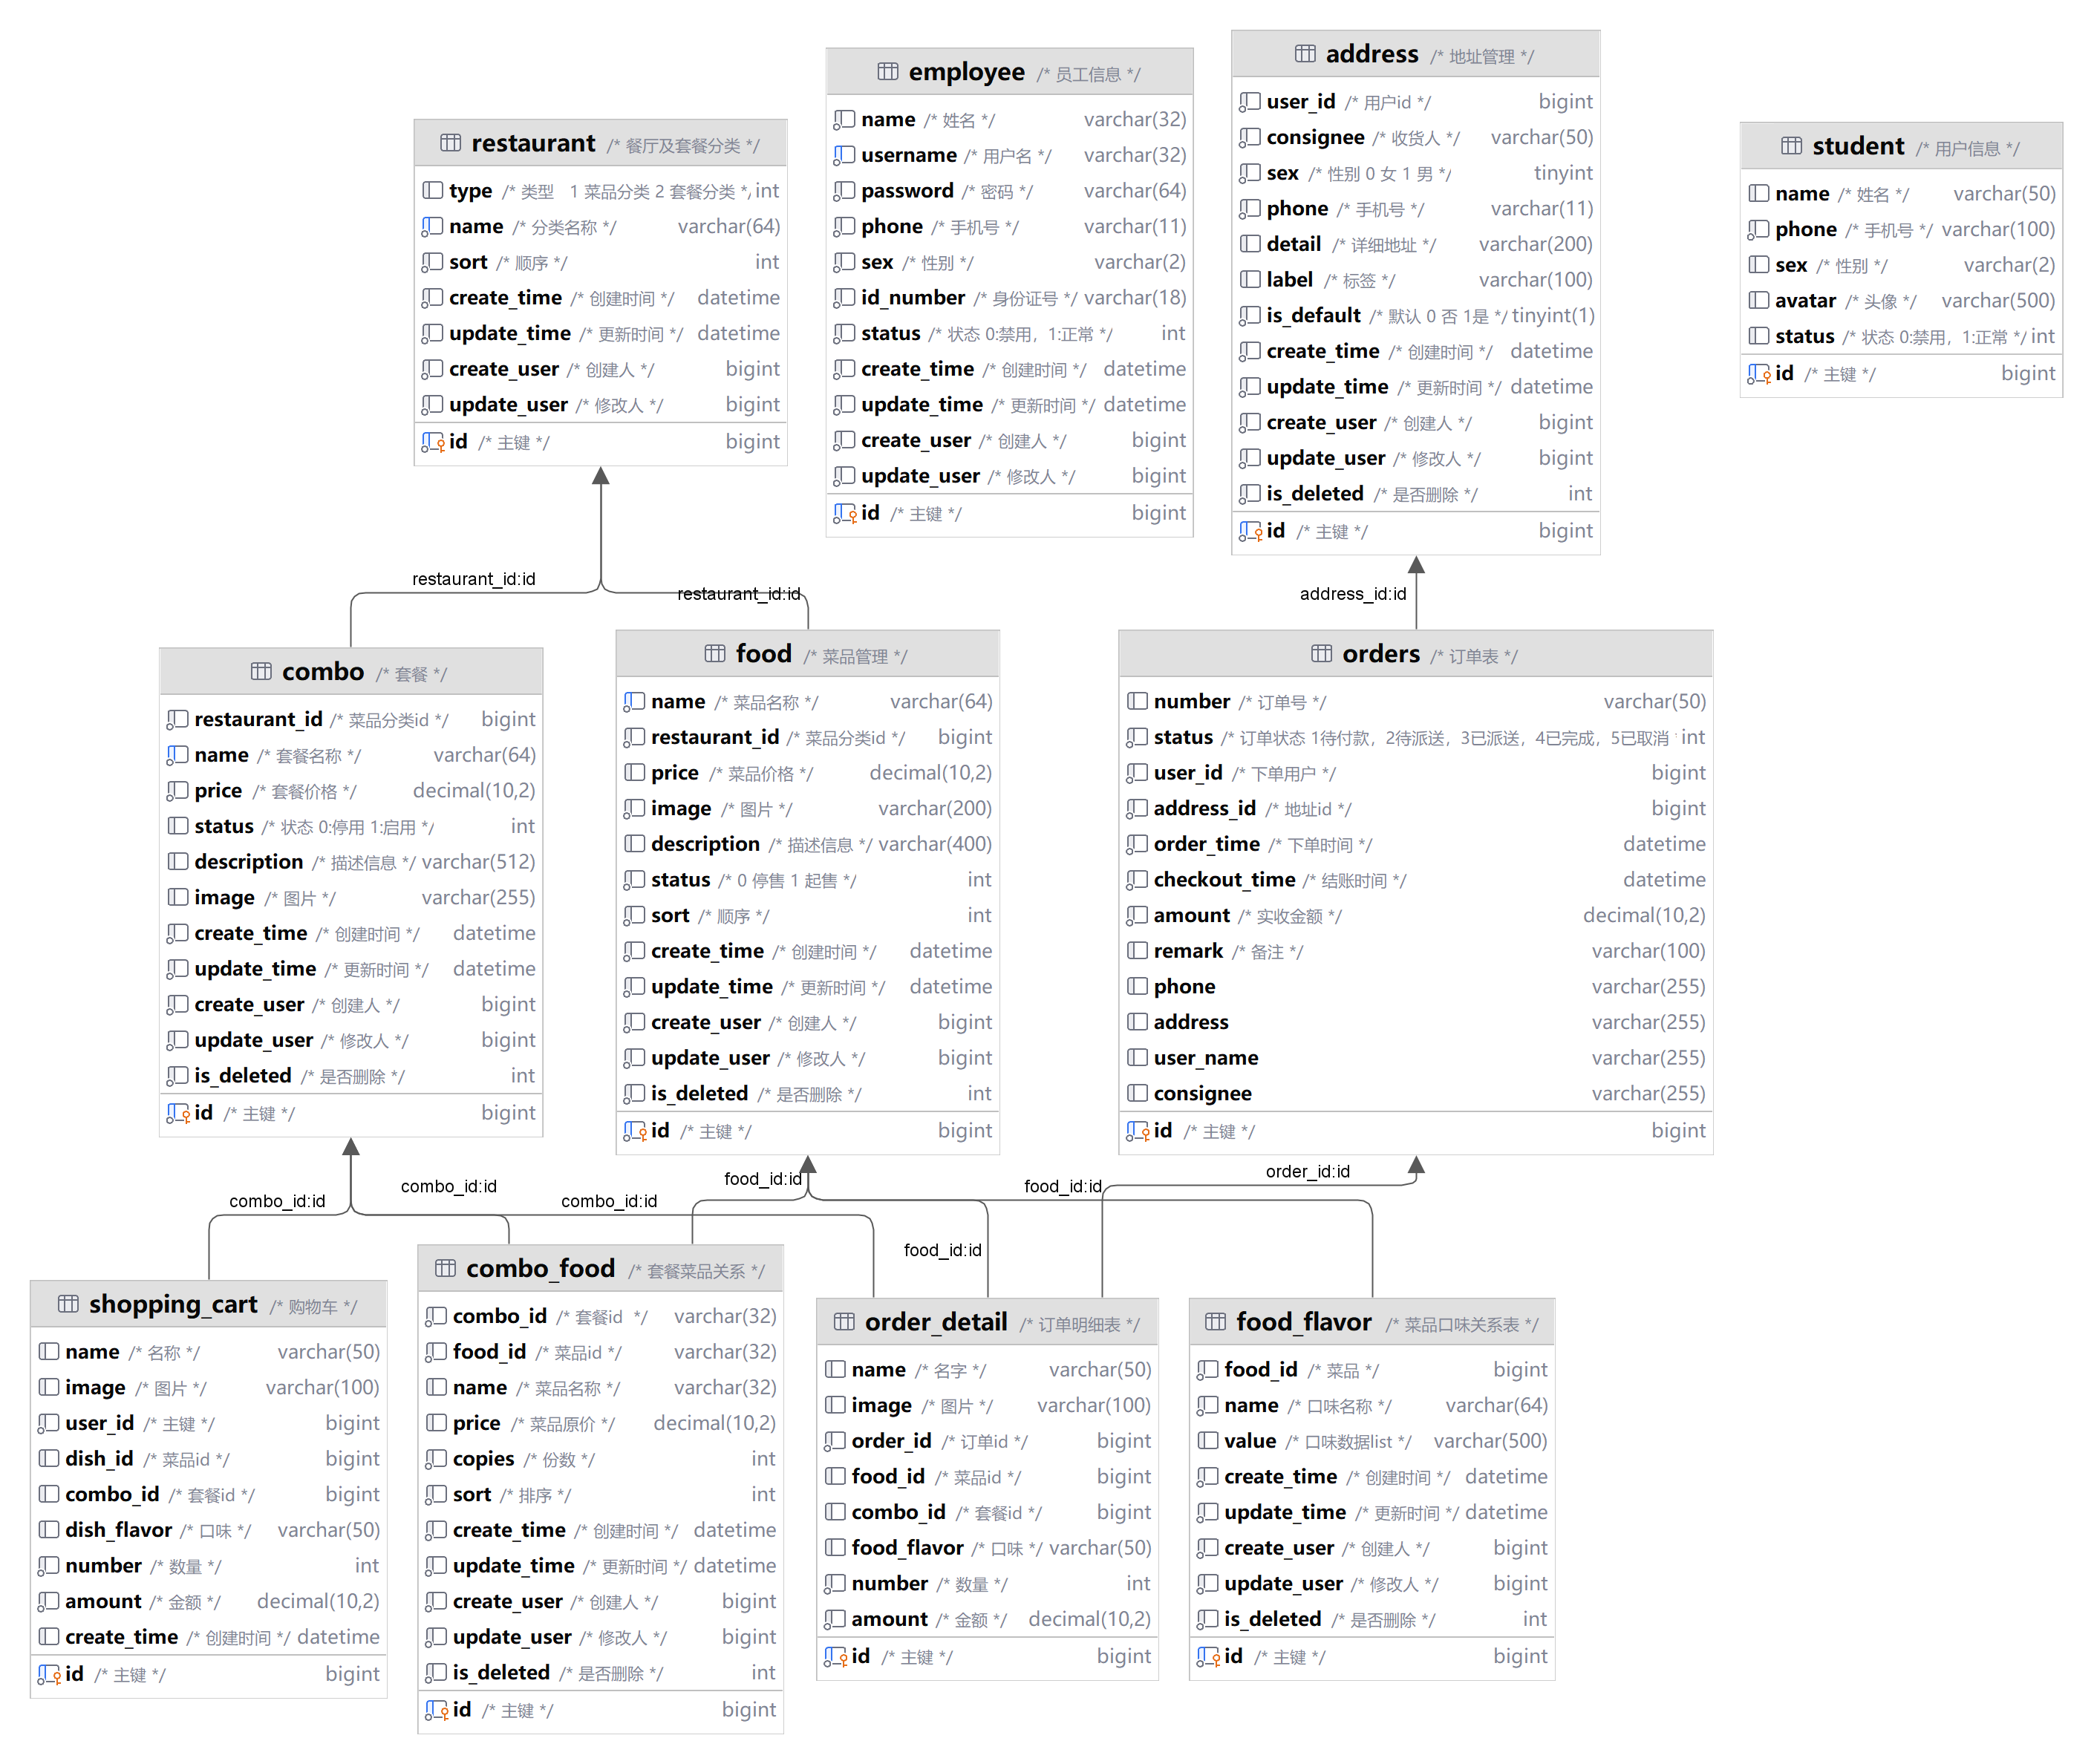 restaurant /* 餐厅及套餐分类 */
type /* 类型 1 菜品分类 2 套餐分类 */ int
name /* 分类名称 */ varchar(64)
sort /* 顺序 */ int
create_time /* 创建时间 */ datetime
update_time /* 更新时间 */ datetime
create_user /* 创建人 */ bigint
update_user /* 修改人 */ bigint
id /* 主键 */ bigint
employee /* 员工信息 */
name /* 姓名 */ varchar(32)
username /* 用户名 */ varchar(32)
password /* 密码 */ varchar(64)
phone /* 手机号 */ varchar(11)
sex /* 性别 */ varchar(2)
id_number /* 身份证号 */ varchar(18)
status /* 状态 0:禁用，1:正常 */ int
create_time /* 创建时间 */ datetime
update_time /* 更新时间 */ datetime
create_user /* 创建人 */ bigint
update_user /* 修改人 */ bigint
id /* 主键 */ bigint
address /* 地址管理 */
user_id /* 用户id */ bigint
consignee /* 收货人 */ varchar(50)
sex /* 性别 0 女 1 男 */ tinyint
phone /* 手机号 */ varchar(11)
detail /* 详细地址 */ varchar(200)
label /* 标签 */ varchar(100)
is_default /* 默认 0 否 1是 */ tinyint(1)
create_time /* 创建时间 */ datetime
update_time /* 更新时间 */ datetime
create_user /* 创建人 */ bigint
update_user /* 修改人 */ bigint
is_deleted /* 是否删除 */ int
id /* 主键 */ bigint
student /* 用户信息 */
name /* 姓名 */ varchar(50)
phone /* 手机号 */ varchar(100)
sex /* 性别 */ varchar(2)
avatar /* 头像 */ varchar(500)
status /* 状态 0:禁用，1:正常 */ int
id /* 主键 */ bigint
restaurant_id:id
restaurant_id:id
address_id:id
combo /* 套餐 */
restaurant_id /* 菜品分类id */ bigint
name /* 套餐名称 */ varchar(64)
price /* 套餐价格 */ decimal(10,2)
status /* 状态 0:停用 1:启用 */ int
description /* 描述信息 */ varchar(512)
image /* 图片 */ varchar(255)
create_time /* 创建时间 */ datetime
update_time /* 更新时间 */ datetime
create_user /* 创建人 */ bigint
update_user /* 修改人 */ bigint
is_deleted /* 是否删除 */ int
id /* 主键 */ bigint
food /* 菜品管理 */
name /* 菜品名称 */ varchar(64)
restaurant_id /* 菜品分类id */ bigint
price /* 菜品价格 */ decimal(10,2)
image /* 图片 */ varchar(200)
description /* 描述信息 */ varchar(400)
status /* 0 停售 1 起售 */ int
sort /* 顺序 */ int
create_time /* 创建时间 */ datetime
update_time /* 更新时间 */ datetime
create_user /* 创建人 */ bigint
update_user /* 修改人 */ bigint
is_deleted /* 是否删除 */ int
id /* 主键 */ bigint
orders /* 订单表 */
number /* 订单号 */ varchar(50)
status /* 订单状态 1待付款，2待派送，3已派送，4已完成，5已取消 int
user_id /* 下单用户 */ bigint
address_id /* 地址id */ bigint
order_time /* 下单时间 */ datetime
checkout_time /* 结账时间 */ datetime
amount /* 实收金额 */ decimal(10,2)
remark /* 备注 */ varchar(100)
phone varchar(255)
address varchar(255)
user_name varchar(255)
consignee varchar(255)
id /* 主键 */ bigint
combo_id:id
combo_id:id
combo_id:id
food_id:id
food_id:id
food_id:id
order_id:id
shopping_cart /* 购物车 */
name /* 名称 */ varchar(50)
image /* 图片 */ varchar(100)
user_id /* 主键 */ bigint
dish_id /* 菜品id */ bigint
combo_id /* 套餐id */ bigint
dish_flavor /* 口味 */ varchar(50)
number /* 数量 */ int
amount /* 金额 */ decimal(10,2)
create_time /* 创建时间 */ datetime
id /* 主键 */ bigint
combo_food /* 套餐菜品关系 */
combo_id /* 套餐id */ varchar(32)
food_id /* 菜品id */ varchar(32)
name /* 菜品名称 */ varchar(32)
price /* 菜品原价 */ decimal(10,2)
copies /* 份数 */ int
sort /* 排序 */ int
create_time /* 创建时间 */ datetime
update_time /* 更新时间 */ datetime
create_user /* 创建人 */ bigint
update_user /* 修改人 */ bigint
is_deleted /* 是否删除 */ int
id /* 主键 */ bigint
order_detail /* 订单明细表 */
name /* 名字 */ varchar(50)
image /* 图片 */ varchar(100)
order_id /* 订单id */ bigint
food_id /* 菜品id */ bigint
combo_id /* 套餐id */ bigint
food_flavor /* 口味 */ varchar(50)
number /* 数量 */ int
amount /* 金额 */ decimal(10,2)
id /* 主键 */ bigint
food_flavor /* 菜品口味关系表 */
food_id /* 菜品 */ bigint
name /* 口味名称 */ varchar(64)
value /* 口味数据list */ varchar(500)
create_time /* 创建时间 */ datetime
update_time /* 更新时间 */ datetime
create_user /* 创建人 */ bigint
update_user /* 修改人 */ bigint
is_deleted /* 是否删除 */ int
id /* 主键 */ bigint